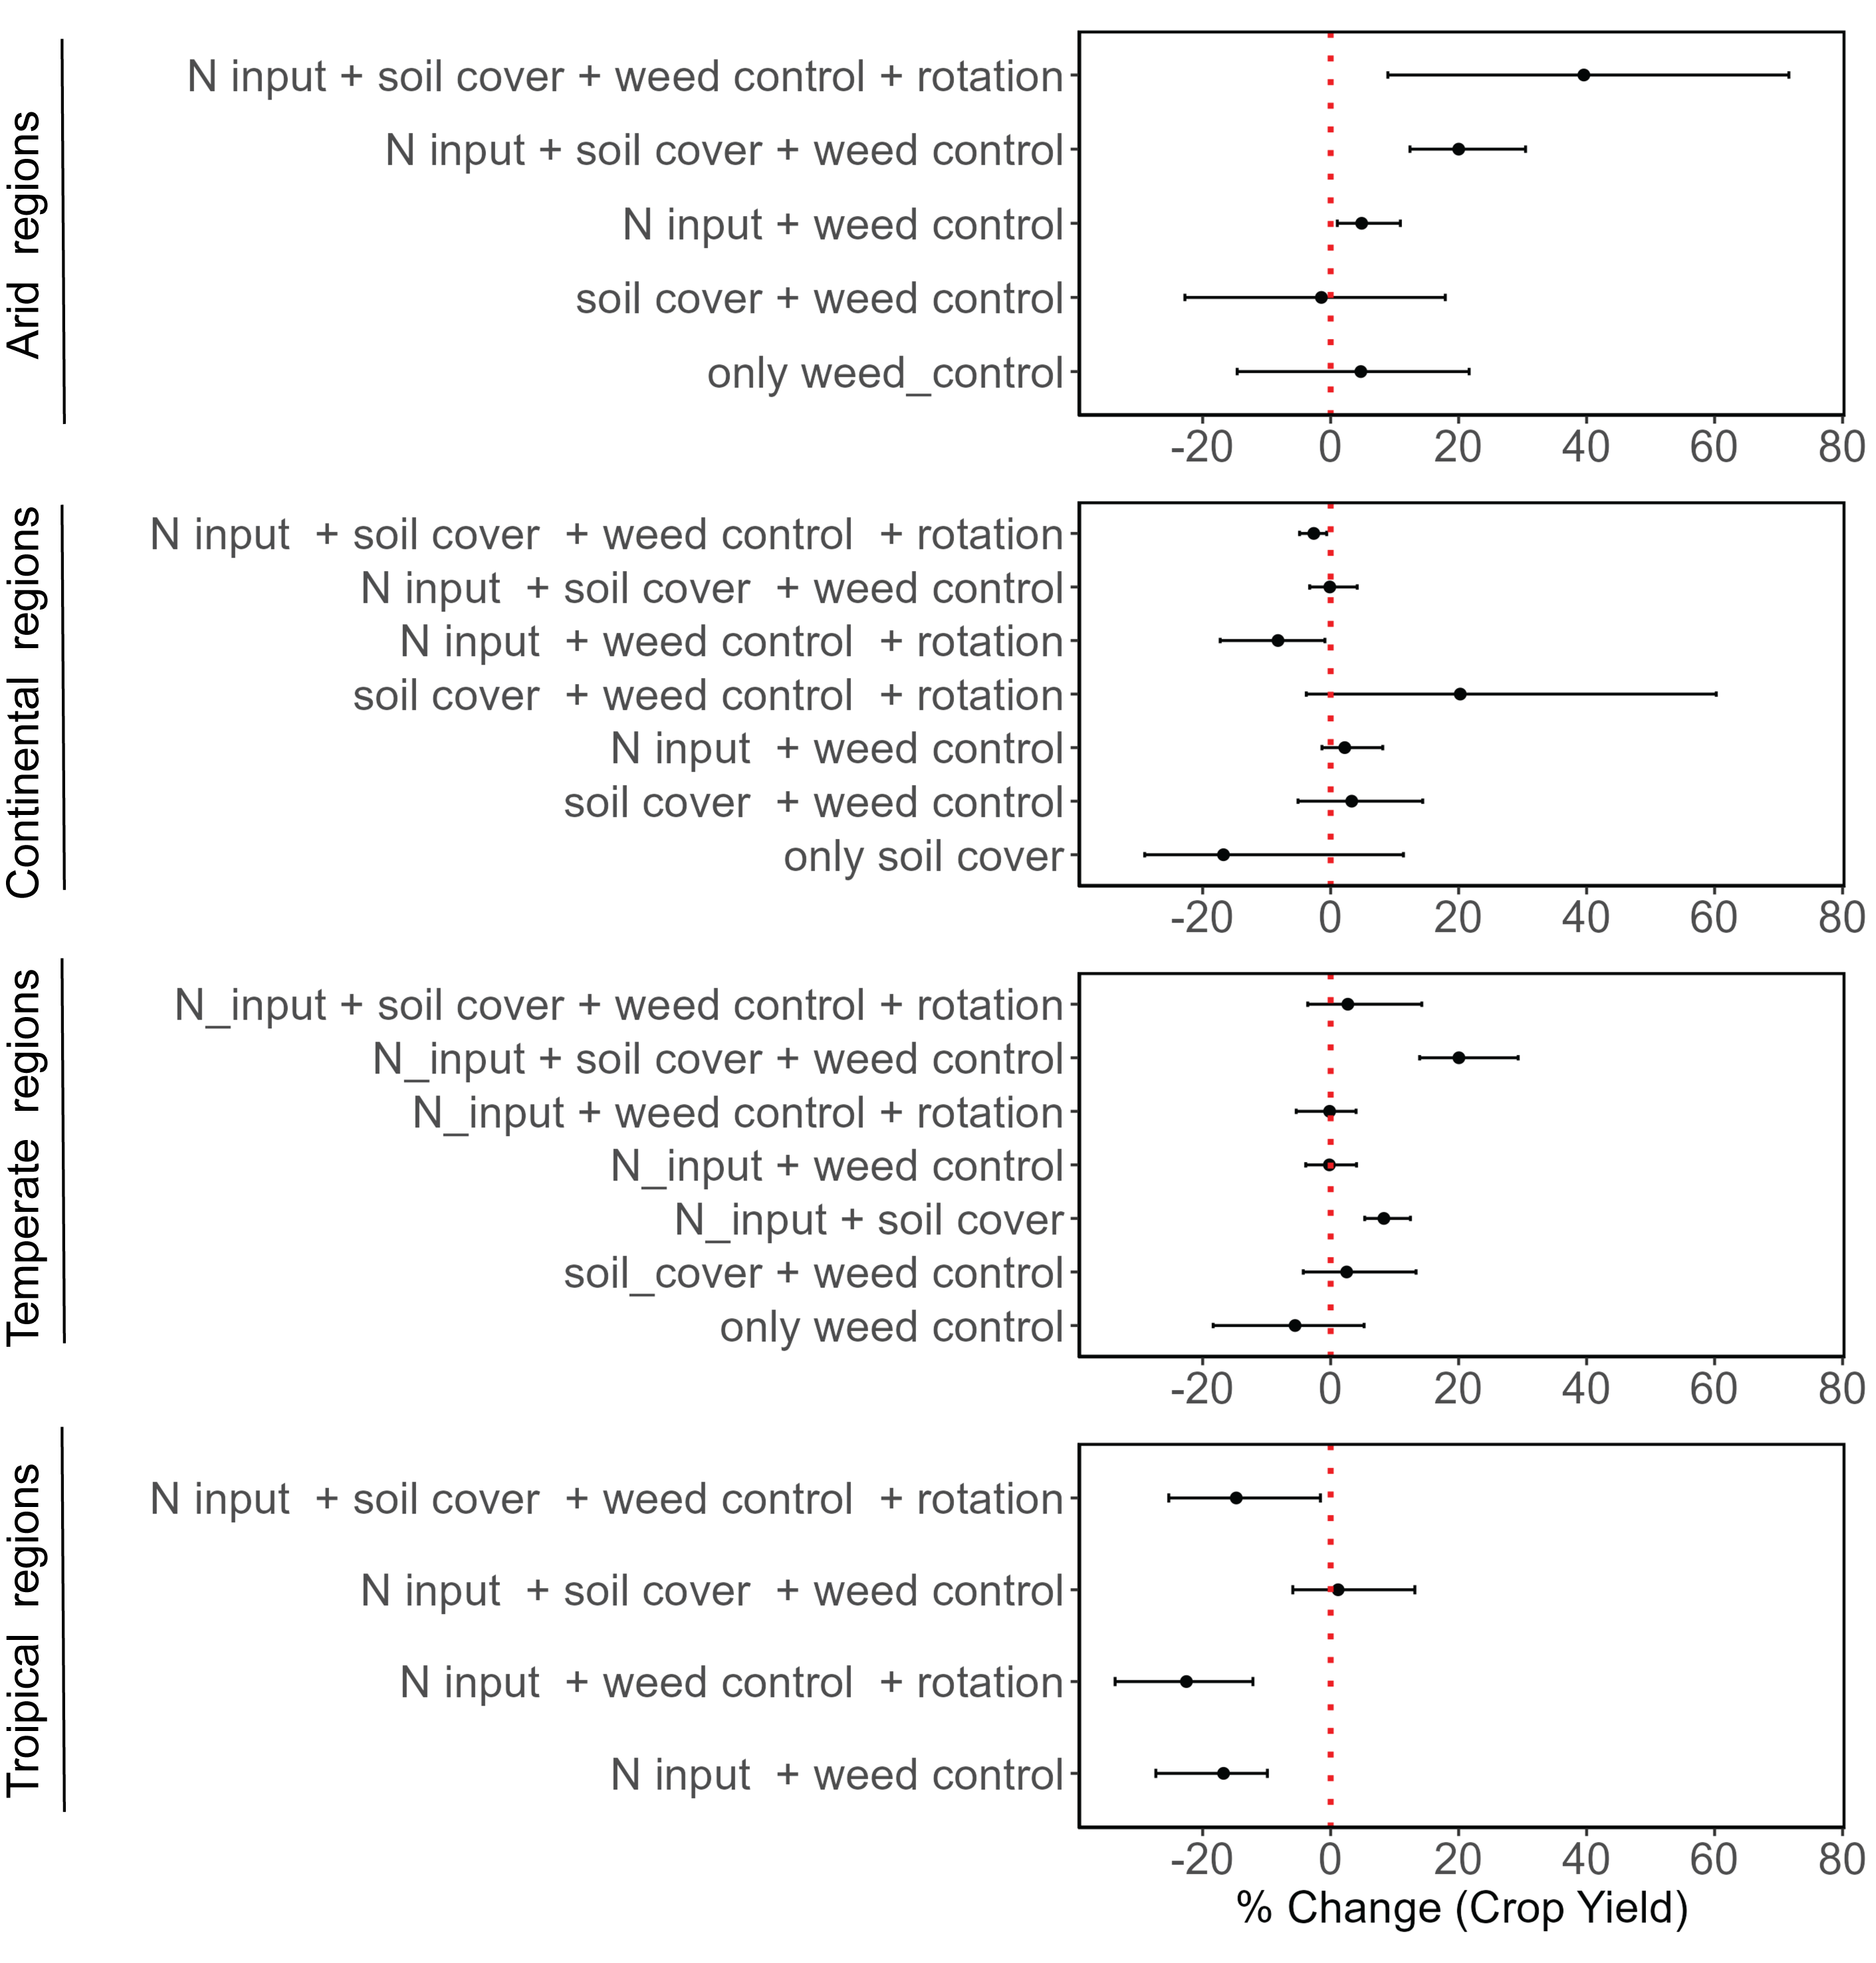 Arid regions
N input + soil cover + weed control + rotation
N input + soil cover + weed control
N input + weed control
soil cover + weed control
only weed_control
-20 0 20 40 60 80
Continental regions
N input + soil cover + weed control + rotation
N input + soil cover + weed control
N input + weed control + rotation
soil cover + weed control + rotation
N input + weed control
soil cover + weed control
only soil cover
-20 0 20 40 60 80
Temperate regions
N_input + soil cover + weed control + rotation
N_input + soil cover + weed control
N_input + weed control + rotation
N_input + weed control
N_input + soil cover
soil_cover + weed control
only weed control
-20 0 20 40 60 80
Troipical regions
N input + soil cover + weed control + rotation
N input + soil cover + weed control
N input + weed control + rotation
N input + weed control
-20 0 20 40 60 80
% Change (Crop Yield)